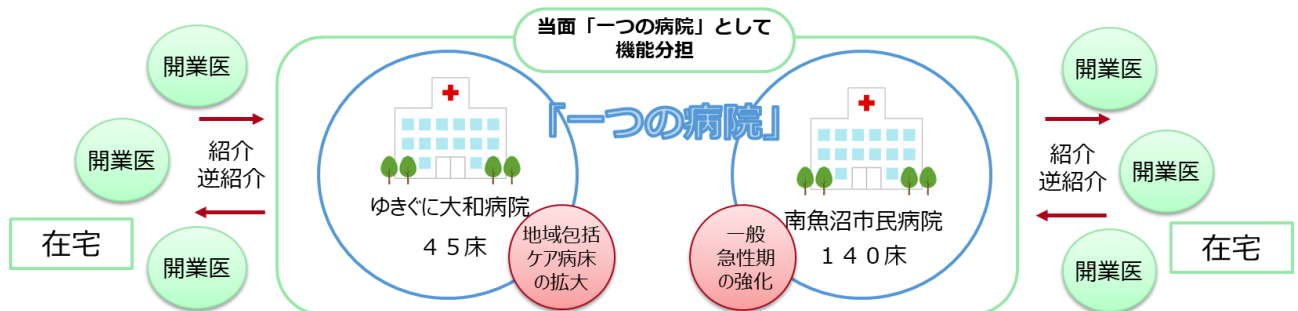 当面「一つの病院」として
機能分担
開業医
開業医
開業医
紹介
逆紹介
在宅
「一つの病院」
ゆきぐに大和病院
４５床
地域包括
ケア病床
の拡大
南魚沼市民病院
１４０床
一般
急性期
の強化
開業医
開業医
開業医
紹介
逆紹介
在宅